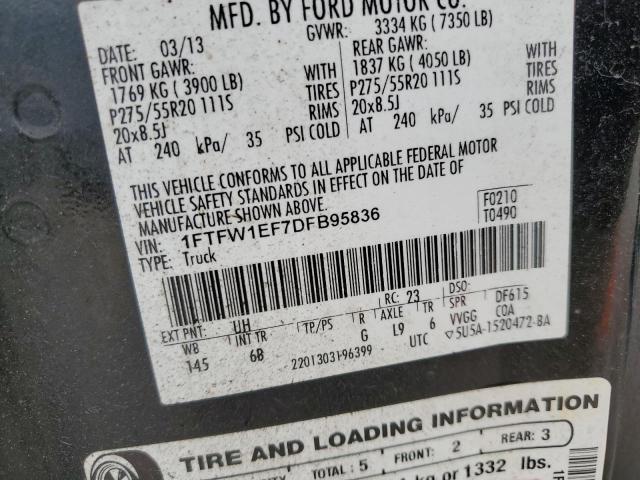 MFD. BY FORD MOTOR CO.
DATE: 03/13
GVWR: 3334 KG ( 7350 LB)
FRONT GAWR:
1769 KG ( 3900 LB) WITH
P275/55R20 111S TIRES
20x8.5J RIMS
AT 240 kPa/ 35 PSI COLD
REAR GAWR:
1837 KG ( 4050 LB) WITH
P275/55R20 111S TIRES
20x8.5J RIMS
AT 240 kPa/ 35 PSI COLD
THIS VEHICLE CONFORMS TO ALL APPLICABLE FEDERAL MOTOR
VEHICLE SAFETY STANDARDS IN EFFECT ON THE DATE OF
MANUFACTURE SHOWN ABOVE.
VIN: 1FTFW1EF7DFB95836
TYPE: Truck
F0210
T0490
EXT PNT: UH RC: 23 DSO:
WB INT TR TP/PS R AXLE TR SPR DF615
145 6B G L9 6 VVGG COA
2201303196399 UTC ▽5U5A-1520472-BA
TIRE AND LOADING INFORMATION
TOTAL : 5 FRONT: 2 REAR: 3
kg or 1332 lbs.